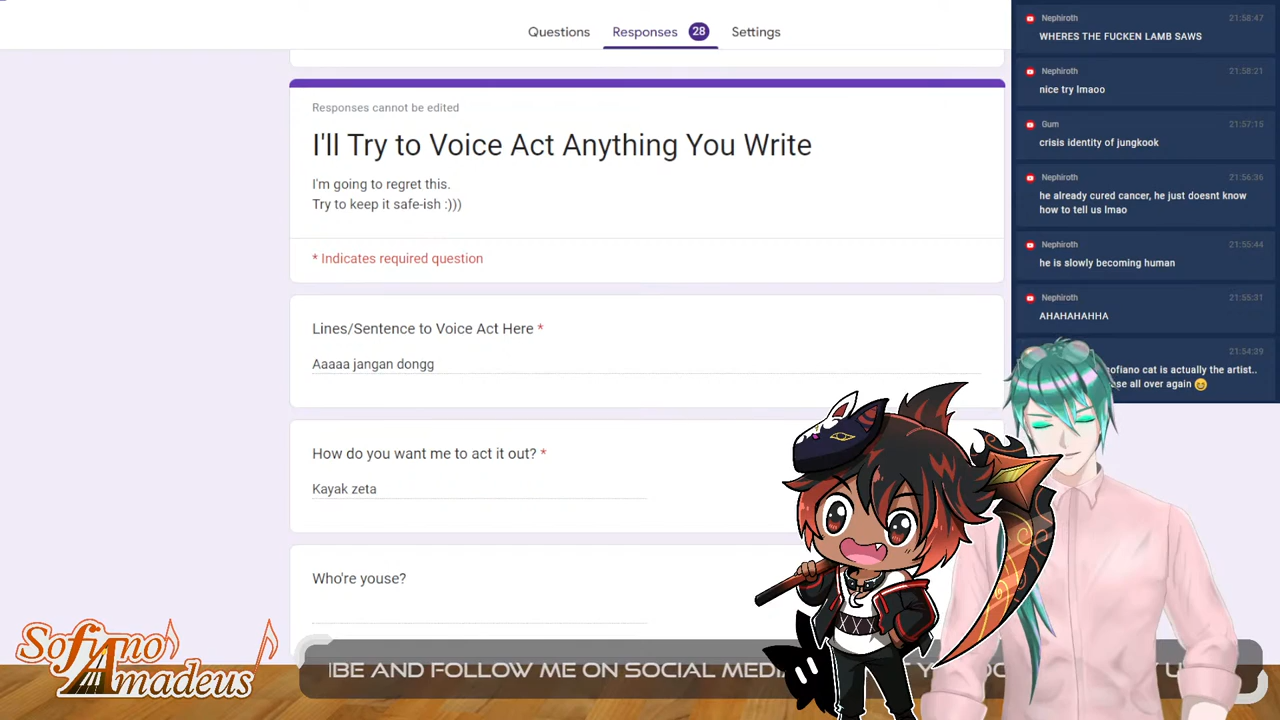 Questions
Responses 28
Settings
Responses cannot be edited
I'll Try to Voice Act Anything You Write
I'm going to regret this.
Try to keep it safe-ish :)))
* Indicates required question
Lines/Sentence to Voice Act Here *
Aaaaa jangan dongg
How do you want me to act it out? *
Kayak zeta
Who're youse?
Nephiroth 21:58:47
WHERES THE FUCKEN LAMB SAWS
Nephiroth 21:58:21
nice try lmaoo
Gum 21:57:15
crisis identity of jungkook
Nephiroth 21:56:36
he already cured cancer, he just doesnt know
how to tell us lmao
Nephiroth 21:55:44
he is slowly becoming human
Nephiroth 21:55:31
AHAHAHAHHA
21:54:39
sofiano cat is actually the artist..
all over again 😊
Sofiano
Amadeus
AND FOLLOW ME ON SOCIAL